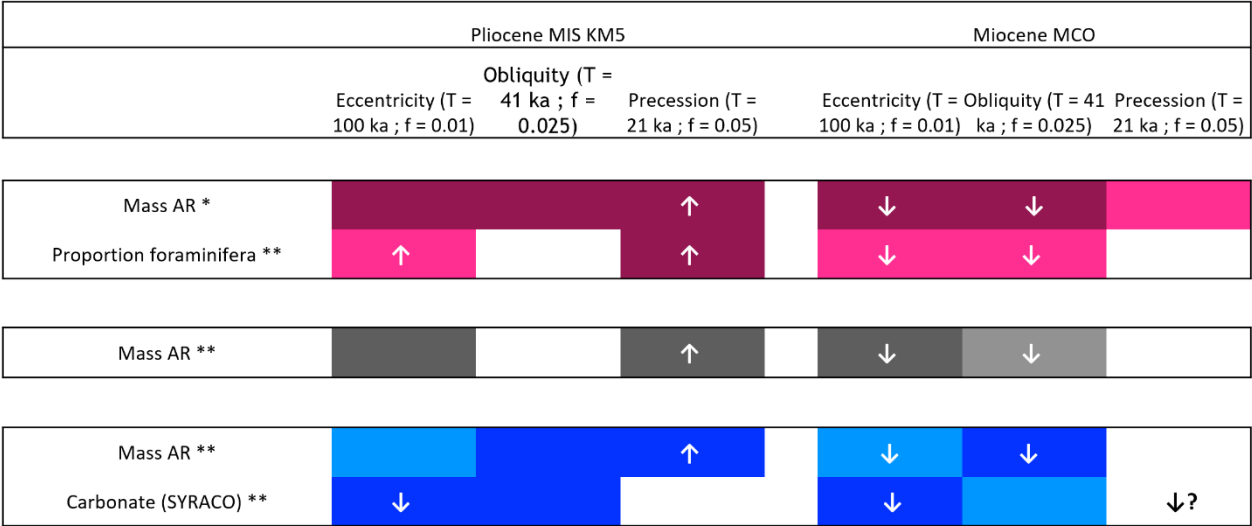 Pliocene MIS KM5 Miocene MCO
Eccentricity (T = 100 ka ; f = 0.01)
Obliquity (T = 41 ka ; f = 0.025)
Precession (T = 21 ka ; f = 0.05)
Eccentricity (T = 100 ka ; f = 0.01)
Obliquity (T = 41 ka ; f = 0.025)
Precession (T = 21 ka ; f = 0.05)
Mass AR * ↑ ↓ ↓
Proportion foraminifera ** ↑ ↑ ↓ ↓
Mass AR ** ↑ ↓ ↓
Mass AR ** ↑ ↓ ↓
Carbonate (SYRACO) ** ↓ ↓ ↓?